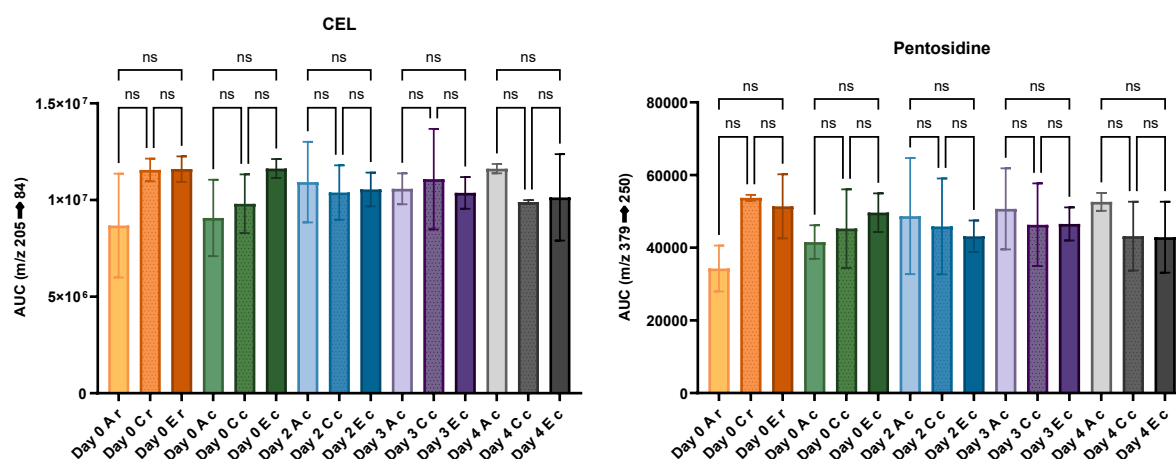 CEL
ns ns ns ns ns
ns ns ns ns ns ns ns ns ns ns
1.5×10⁷
1×10⁷
5×10⁶
0
AUC (m/z 205 ➡ 84)
Day 0 A r
Day 0 C r
Day 0 E r
Day 0 A c
Day 0 C c
Day 0 E c
Day 2 A c
Day 2 C c
Day 2 E c
Day 3 A c
Day 3 C c
Day 3 E c
Day 4 A c
Day 4 C c
Day 4 E c
Pentosidine
ns ns ns ns ns
ns ns ns ns ns ns ns ns ns ns
80000
60000
40000
20000
0
AUC (m/z 379 ➡ 250)
Day 0 A r
Day 0 C r
Day 0 E r
Day 0 A c
Day 0 C c
Day 0 E c
Day 2 A c
Day 2 C c
Day 2 E c
Day 3 A c
Day 3 C c
Day 3 E c
Day 4 A c
Day 4 C c
Day 4 E c